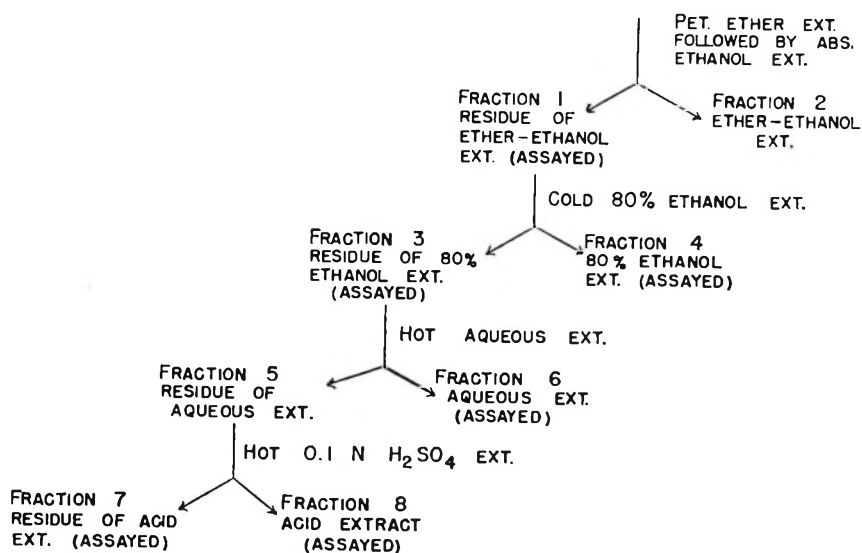 PET. ETHER EXT.
FOLLOWED BY ABS.
ETHANOL EXT.
FRACTION 1
RESIDUE OF
ETHER-ETHANOL
EXT. (ASSAYED)
FRACTION 2
ETHER-ETHANOL
EXT.
COLD 80% ETHANOL EXT.
FRACTION 3
RESIDUE OF 80%
ETHANOL EXT.
(ASSAYED)
FRACTION 4
80% ETHANOL
EXT. (ASSAYED)
HOT AQUEOUS EXT.
FRACTION 5
RESIDUE OF
AQUEOUS EXT.
FRACTION 6
AQUEOUS EXT.
(ASSAYED)
HOT 0.1 N H₂SO₄ EXT.
FRACTION 7
RESIDUE OF ACID
EXT. (ASSAYED)
FRACTION 8
ACID EXTRACT
(ASSAYED)